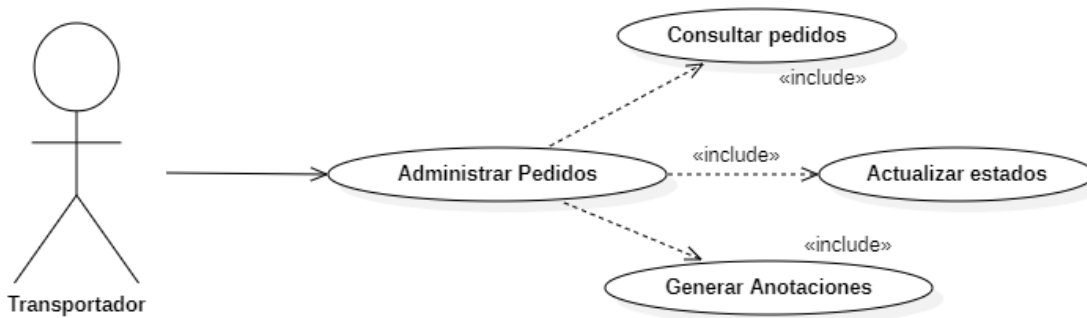 Consultar pedidos
«include»
Administrar Pedidos
«include»
Actualizar estados
«include»
Generar Anotaciones
Transportador